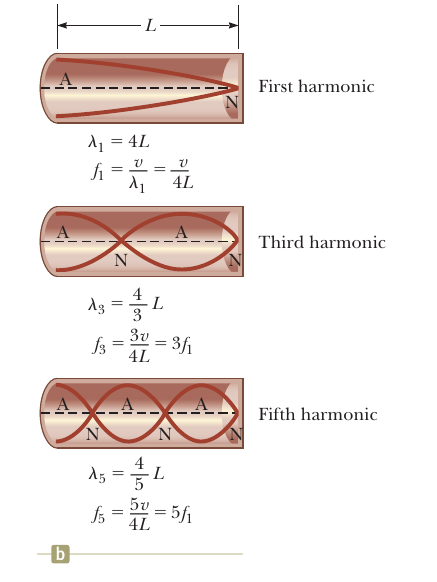 L
A
N
First harmonic
λ₁ = 4L
f₁ = v/λ₁ = v/4L
A A
N N
Third harmonic
λ₃ = 4/3 L
f₃ = 3v/4L = 3f₁
A A A
N N N
Fifth harmonic
λ₅ = 4/5 L
f₅ = 5v/4L = 5f₁
b